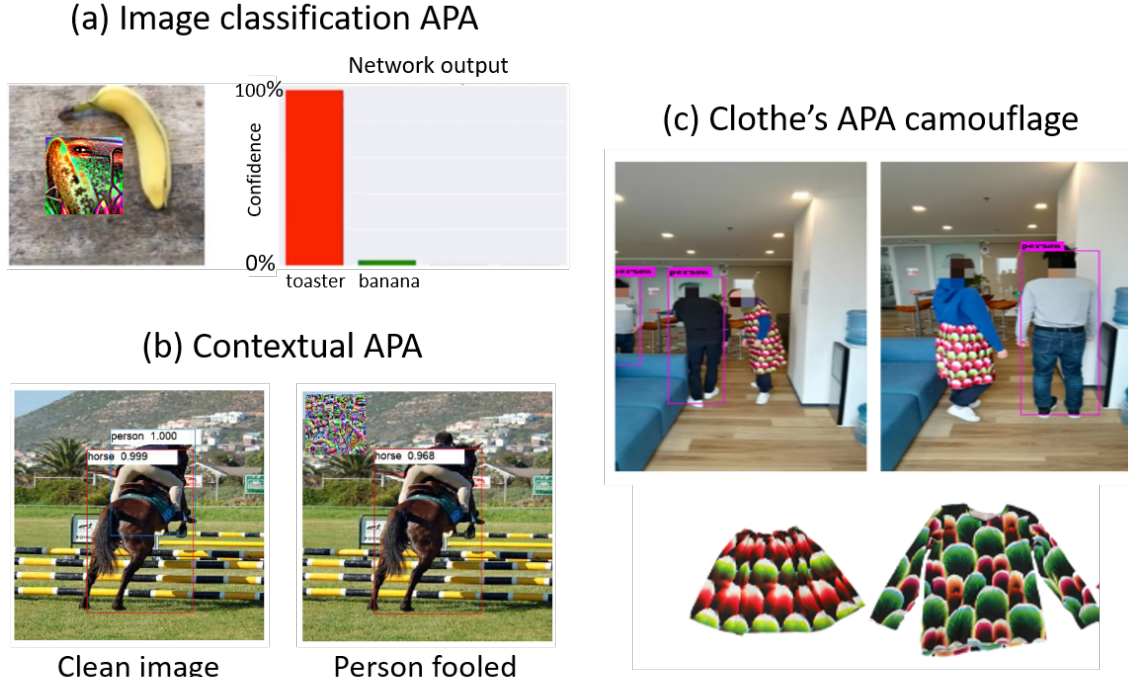 (a) Image classification APA
Network output
100%
Confidence
0%
toaster banana
(b) Contextual APA
person 1.000
horse 0.999
horse 0.968
Clean image
Person fooled
(c) Clothe's APA camouflage
person
person
person